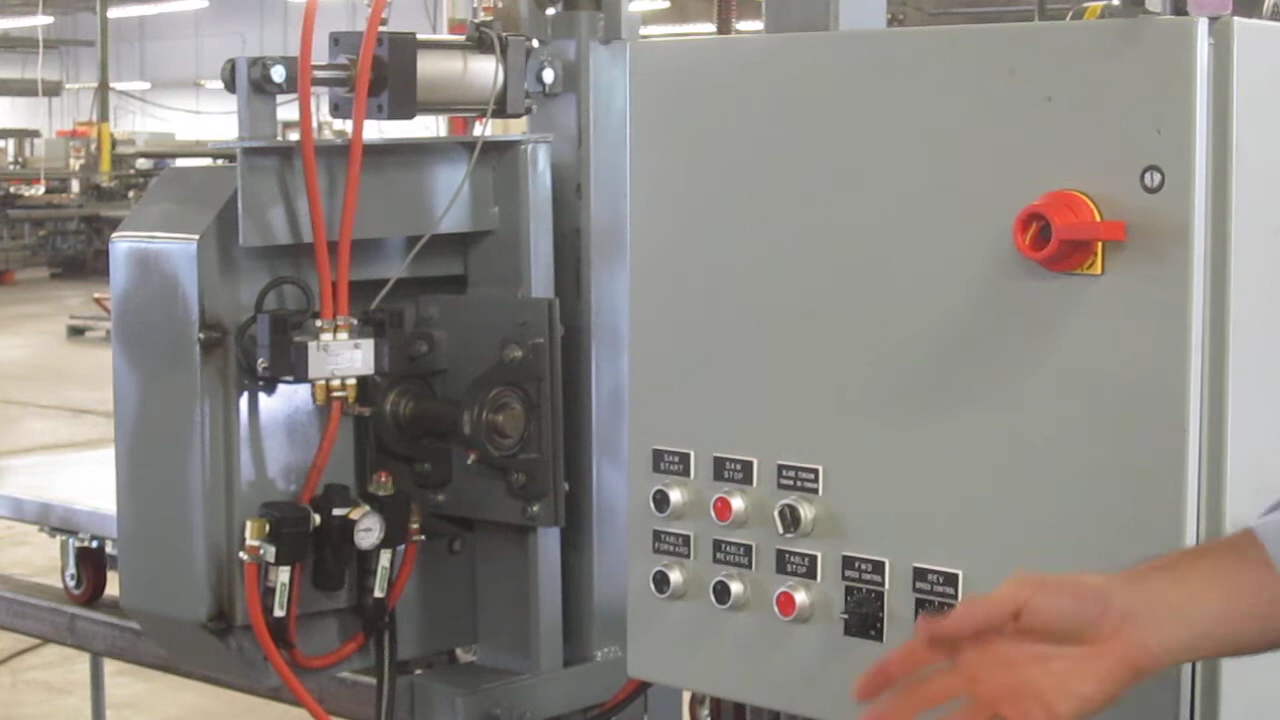 SAW
START
SAW
STOP
BLADE TENSION
TABLE
FORWARD
TABLE
REVERSE
TABLE
STOP
FWD
SPEED CONTROL
REV
SPEED CONTROL